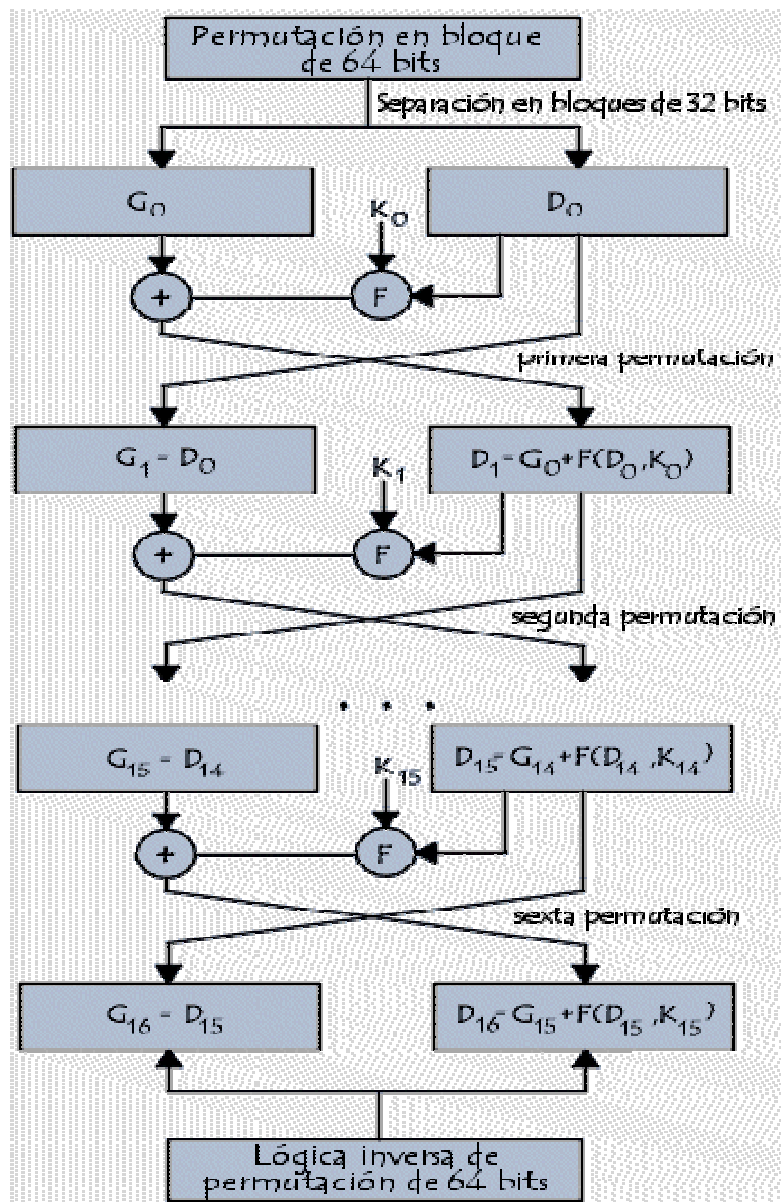 Permutación en bloque
de 64 bits
Separación en bloques de 32 bits
G0
K0
D0
+
F
primera permutación
G1 = D0
K1
D1 = G0+F(D0,K0)
+
F
segunda permutación
. . .
G15 = D14
K15
D15=G14+F(D14,K14)
+
F
sexta permutación
G16 = D15
D16=G15+F(D15,K15)
Lógica inversa de
permutación de 64 bits